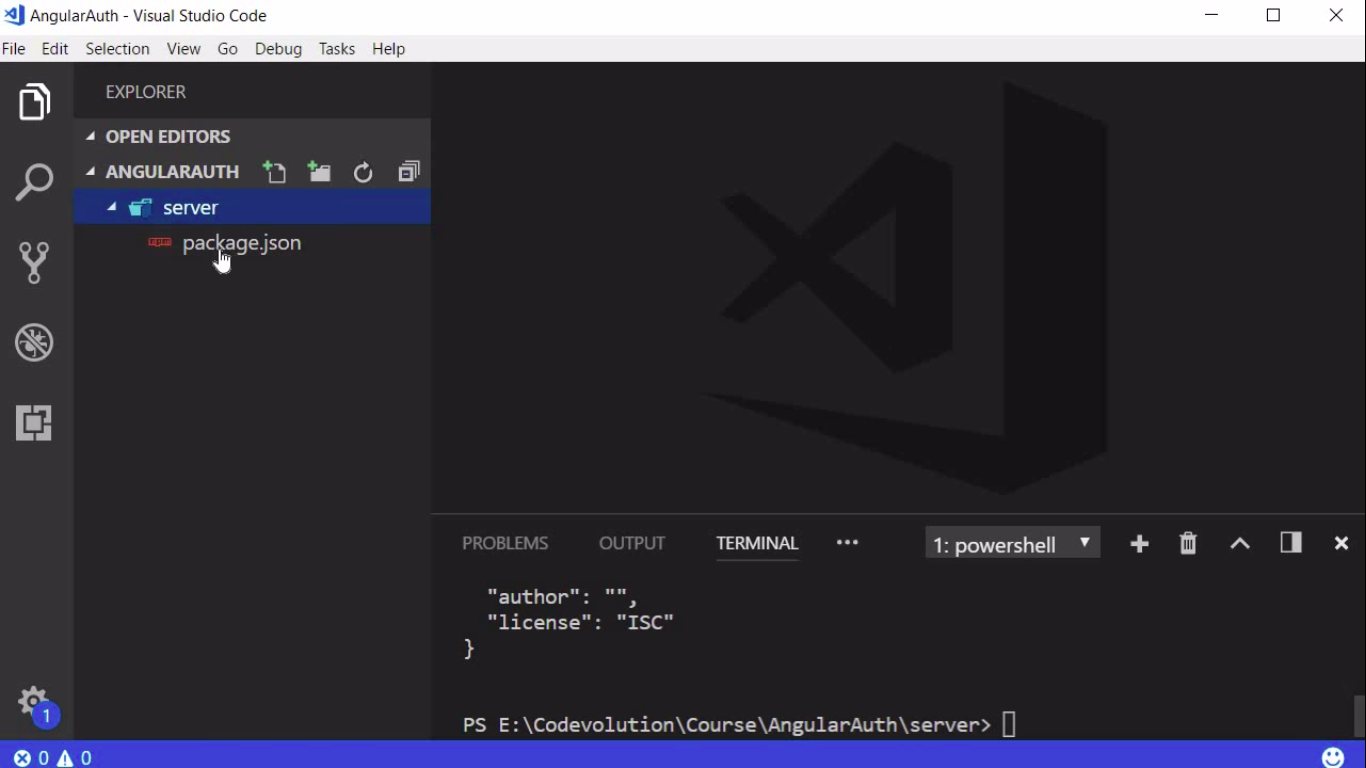 AngularAuth - Visual Studio Code
File Edit Selection View Go Debug Tasks Help
EXPLORER
OPEN EDITORS
ANGULARAUTH
server
package.json
PROBLEMS OUTPUT TERMINAL ••• 1: powershell
"author": "",
"license": "ISC"
}
PS E:\Codevolution\Course\AngularAuth\server>
1
0 0